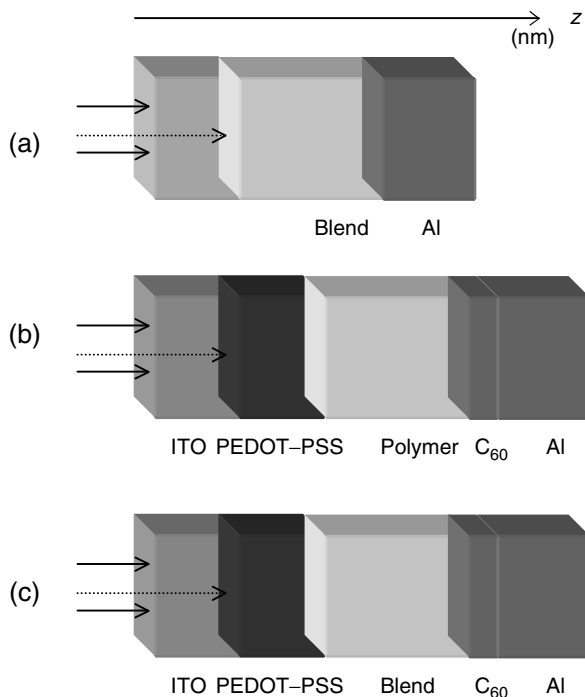 z
(nm)
(a)
Blend Al
(b)
ITO PEDOT–PSS Polymer C₆₀ Al
(c)
ITO PEDOT–PSS Blend C₆₀ Al